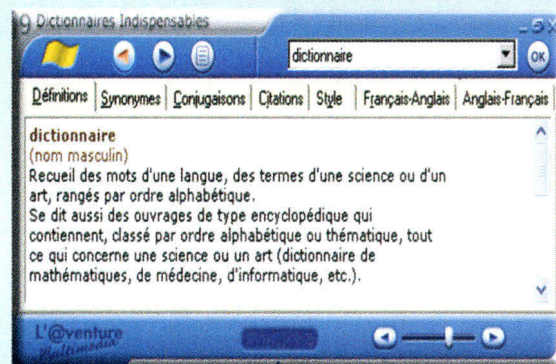 9 Dictionnaires Indispensables
dictionnaire
OK
Définitions Synonymes Conjugaisons Citations Style Français-Anglais Anglais-Français
dictionnaire
(nom masculin)
Recueil des mots d'une langue, des termes d'une science ou d'un
art, rangés par ordre alphabétique.
Se dit aussi des ouvrages de type encyclopédique qui
contiennent, classé par ordre alphabétique ou thématique, tout
ce qui concerne une science ou un art (dictionnaire de
mathématiques, de médecine, d'informatique, etc.).
L'@venture
Multimedia